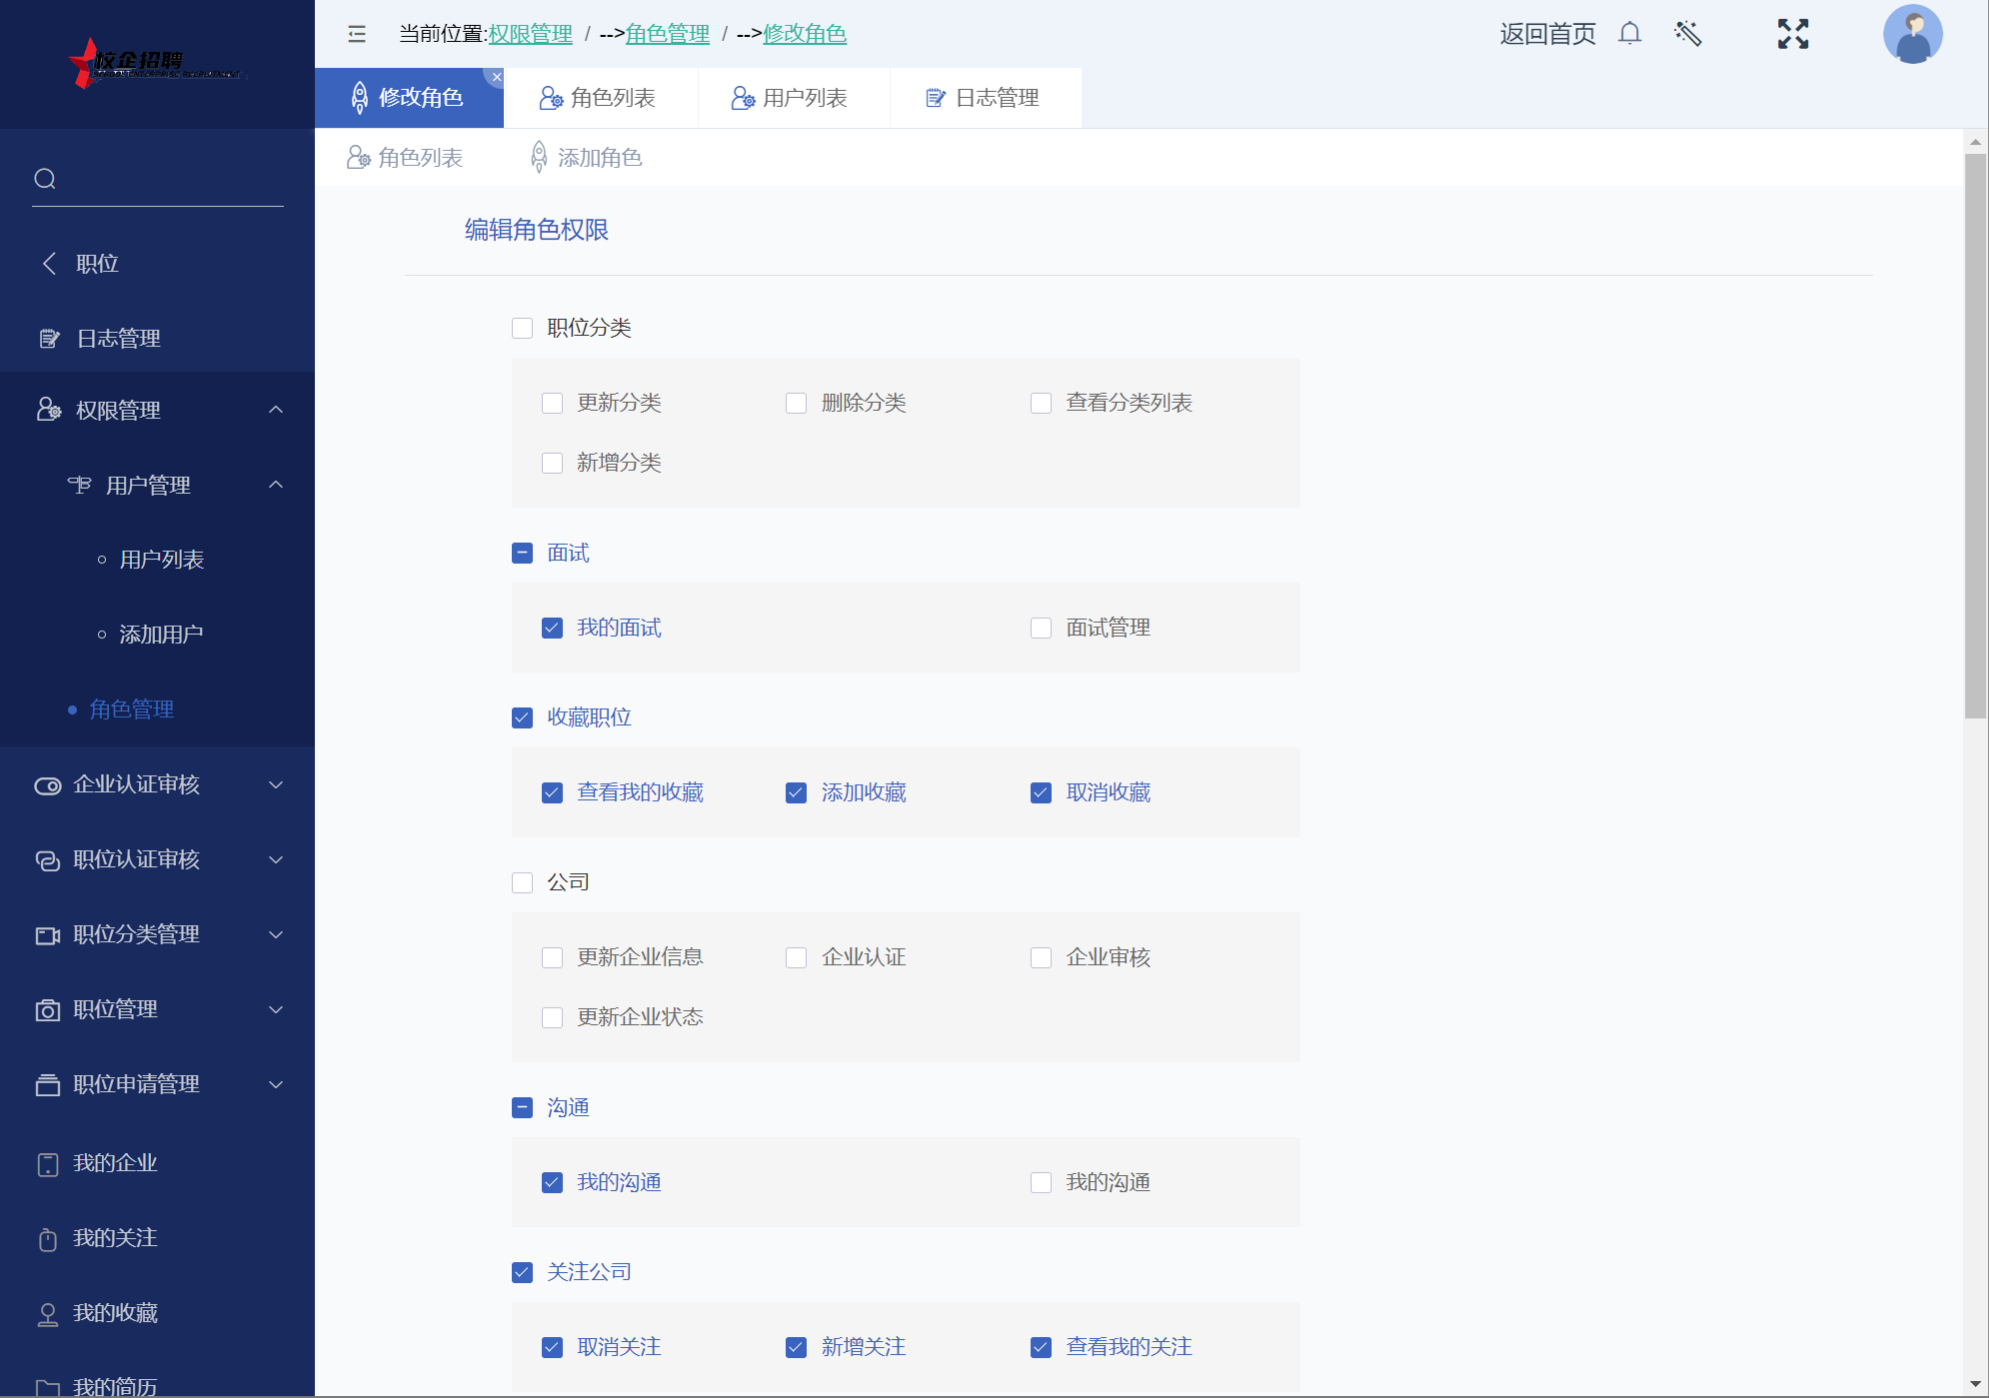 校企招聘
职位
日志管理
权限管理
用户管理
用户列表
添加用户
角色管理
企业认证审核
职位认证审核
职位分类管理
职位管理
职位申请管理
我的企业
我的关注
我的收藏
我的简历
当前位置:权限管理 / -->角色管理 / -->修改角色
返回首页
修改角色 角色列表 用户列表 日志管理
角色列表 添加角色
编辑角色权限
职位分类
更新分类 删除分类 查看分类列表
新增分类
面试
我的面试 面试管理
收藏职位
查看我的收藏 添加收藏 取消收藏
公司
更新企业信息 企业认证 企业审核
更新企业状态
沟通
我的沟通 我的沟通
关注公司
取消关注 新增关注 查看我的关注